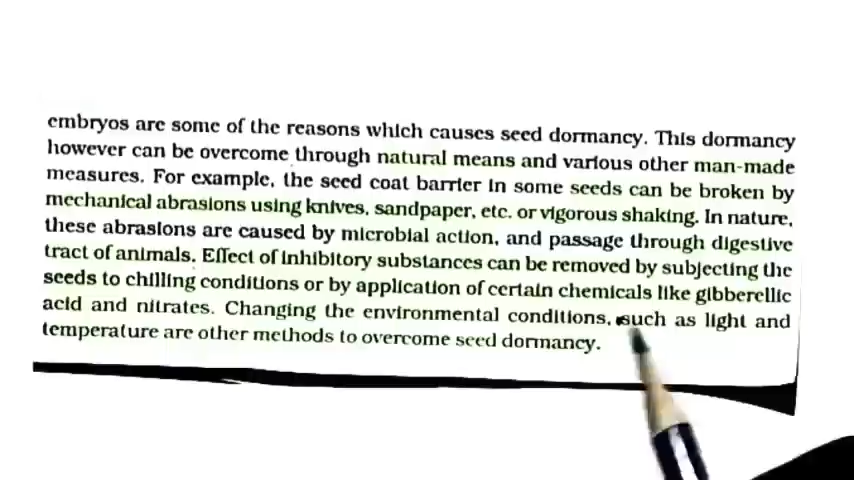 embryos are some of the reasons which causes seed dormancy. This dormancy
however can be overcome through natural means and various other man-made
measures. For example, the seed coat barrier in some seeds can be broken by
mechanical abrasions using knives, sandpaper, etc. or vigorous shaking. In nature,
these abrasions are caused by microbial action, and passage through digestive
tract of animals. Effect of inhibitory substances can be removed by subjecting the
seeds to chilling conditions or by application of certain chemicals like gibberellic
acid and nitrates. Changing the environmental conditions, such as light and
temperature are other methods to overcome seed dormancy.